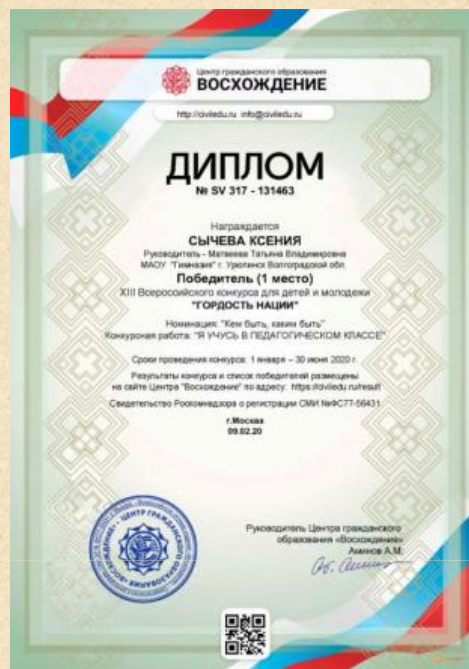 Центр гражданского образования
ВОСХОЖДЕНИЕ
http://civiledu.ru info@civiledu.ru
ДИПЛОМ
№ SV 317 - 131463
Награждается
СЫЧЕВА КСЕНИЯ
Руководитель - Матвеева Татьяна Владимировна
МАОУ "Гимназия" г. Урюпинск Волгоградской обл.
Победитель (1 место)
XIII Всероссийского конкурса для детей и молодежи
"ГОРДОСТЬ НАЦИИ"
Номинация: "Кем быть, каким быть"
Конкурсная работа: "Я УЧУСЬ В ПЕДАГОГИЧЕСКОМ КЛАССЕ"
Сроки проведения конкурса: 1 января – 30 июня 2020 г.
Результаты конкурса и список победителей размещены
на сайте Центра "Восхождение" по адресу: https://civiledu.ru/result
Свидетельство Роскомнадзора о регистрации СМИ №ФС77-56431
г.Москва
09.02.20
Руководитель Центра гражданского
образования «Восхождение»
Аминов А.М.
ЦЕНТР ГРАЖДАНСКОГО ОБРАЗОВАНИЯ «ВОСХОЖДЕНИЕ»